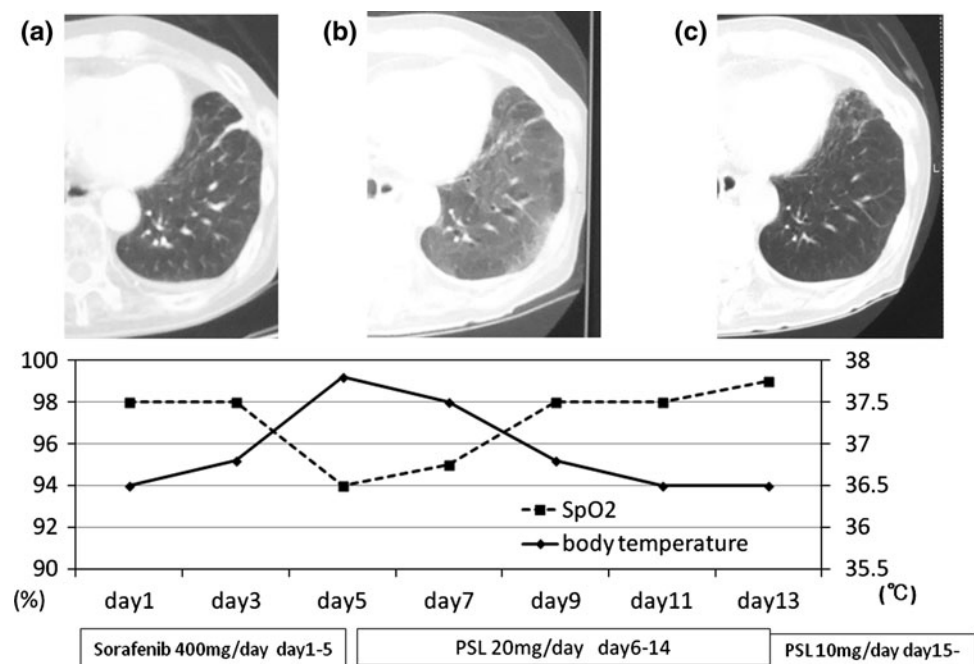 (a) (b) (c)
L
100 38
98 37.5
96 37
94 36.5
SpO2
92 36
body temperature
90 35.5
(%) day1 day3 day5 day7 day9 day11 day13 (℃)
Sorafenib 400mg/day day1-5 PSL 20mg/day day6-14 PSL 10mg/day day15-